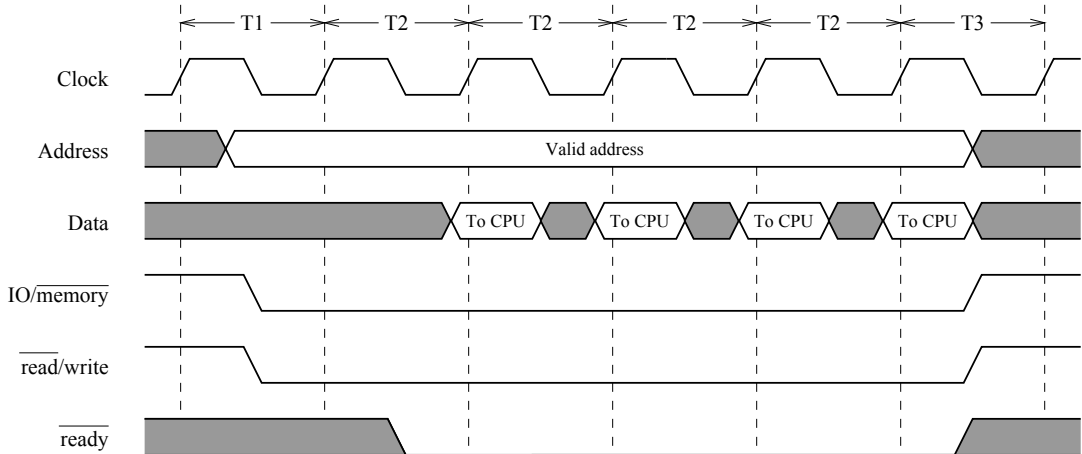 T1 T2 T2 T2 T2 T3
Clock
Address Valid address
Data To CPU To CPU To CPU To CPU
IO/memory
read/write
ready